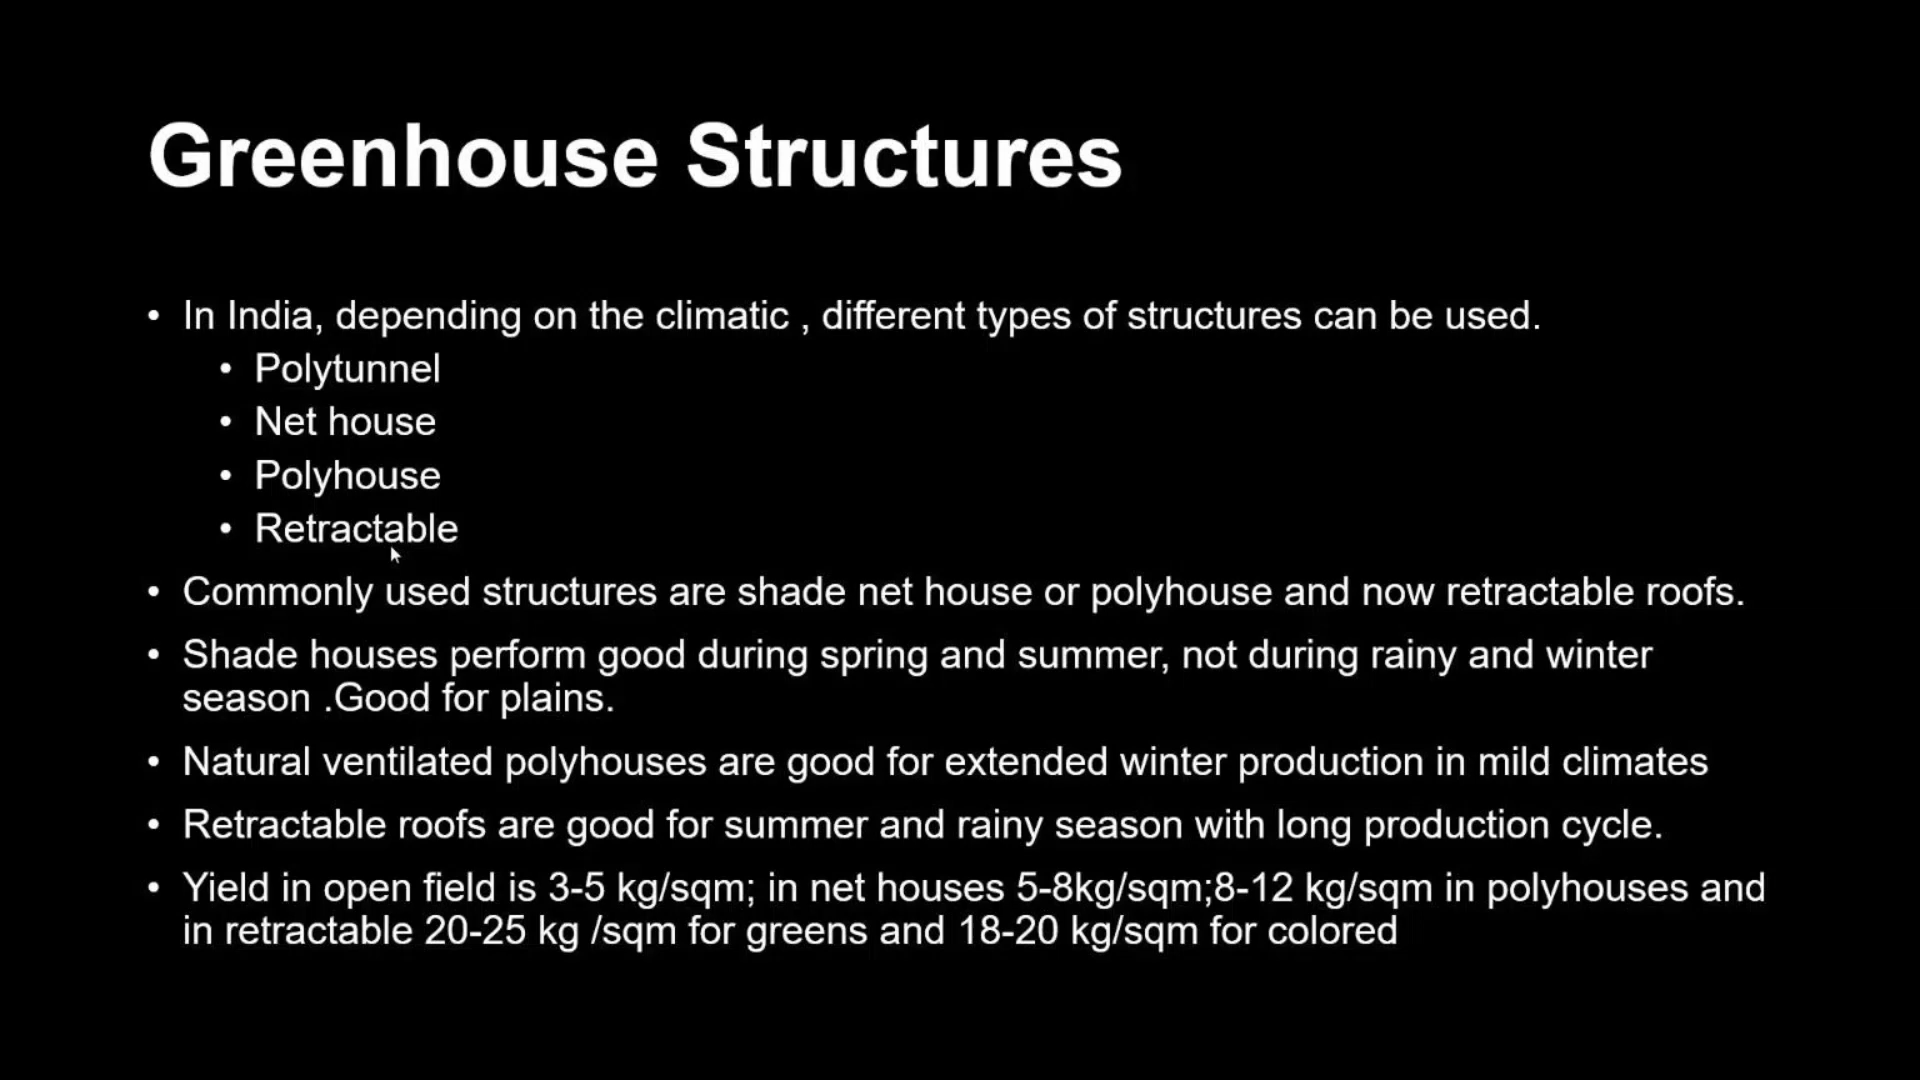 Greenhouse Structures
• In India, depending on the climatic , different types of structures can be used.
• Polytunnel
• Net house
• Polyhouse
• Retractable
• Commonly used structures are shade net house or polyhouse and now retractable roofs.
• Shade houses perform good during spring and summer, not during rainy and winter
season .Good for plains.
• Natural ventilated polyhouses are good for extended winter production in mild climates
• Retractable roofs are good for summer and rainy season with long production cycle.
• Yield in open field is 3-5 kg/sqm; in net houses 5-8kg/sqm;8-12 kg/sqm in polyhouses and
in retractable 20-25 kg /sqm for greens and 18-20 kg/sqm for colored